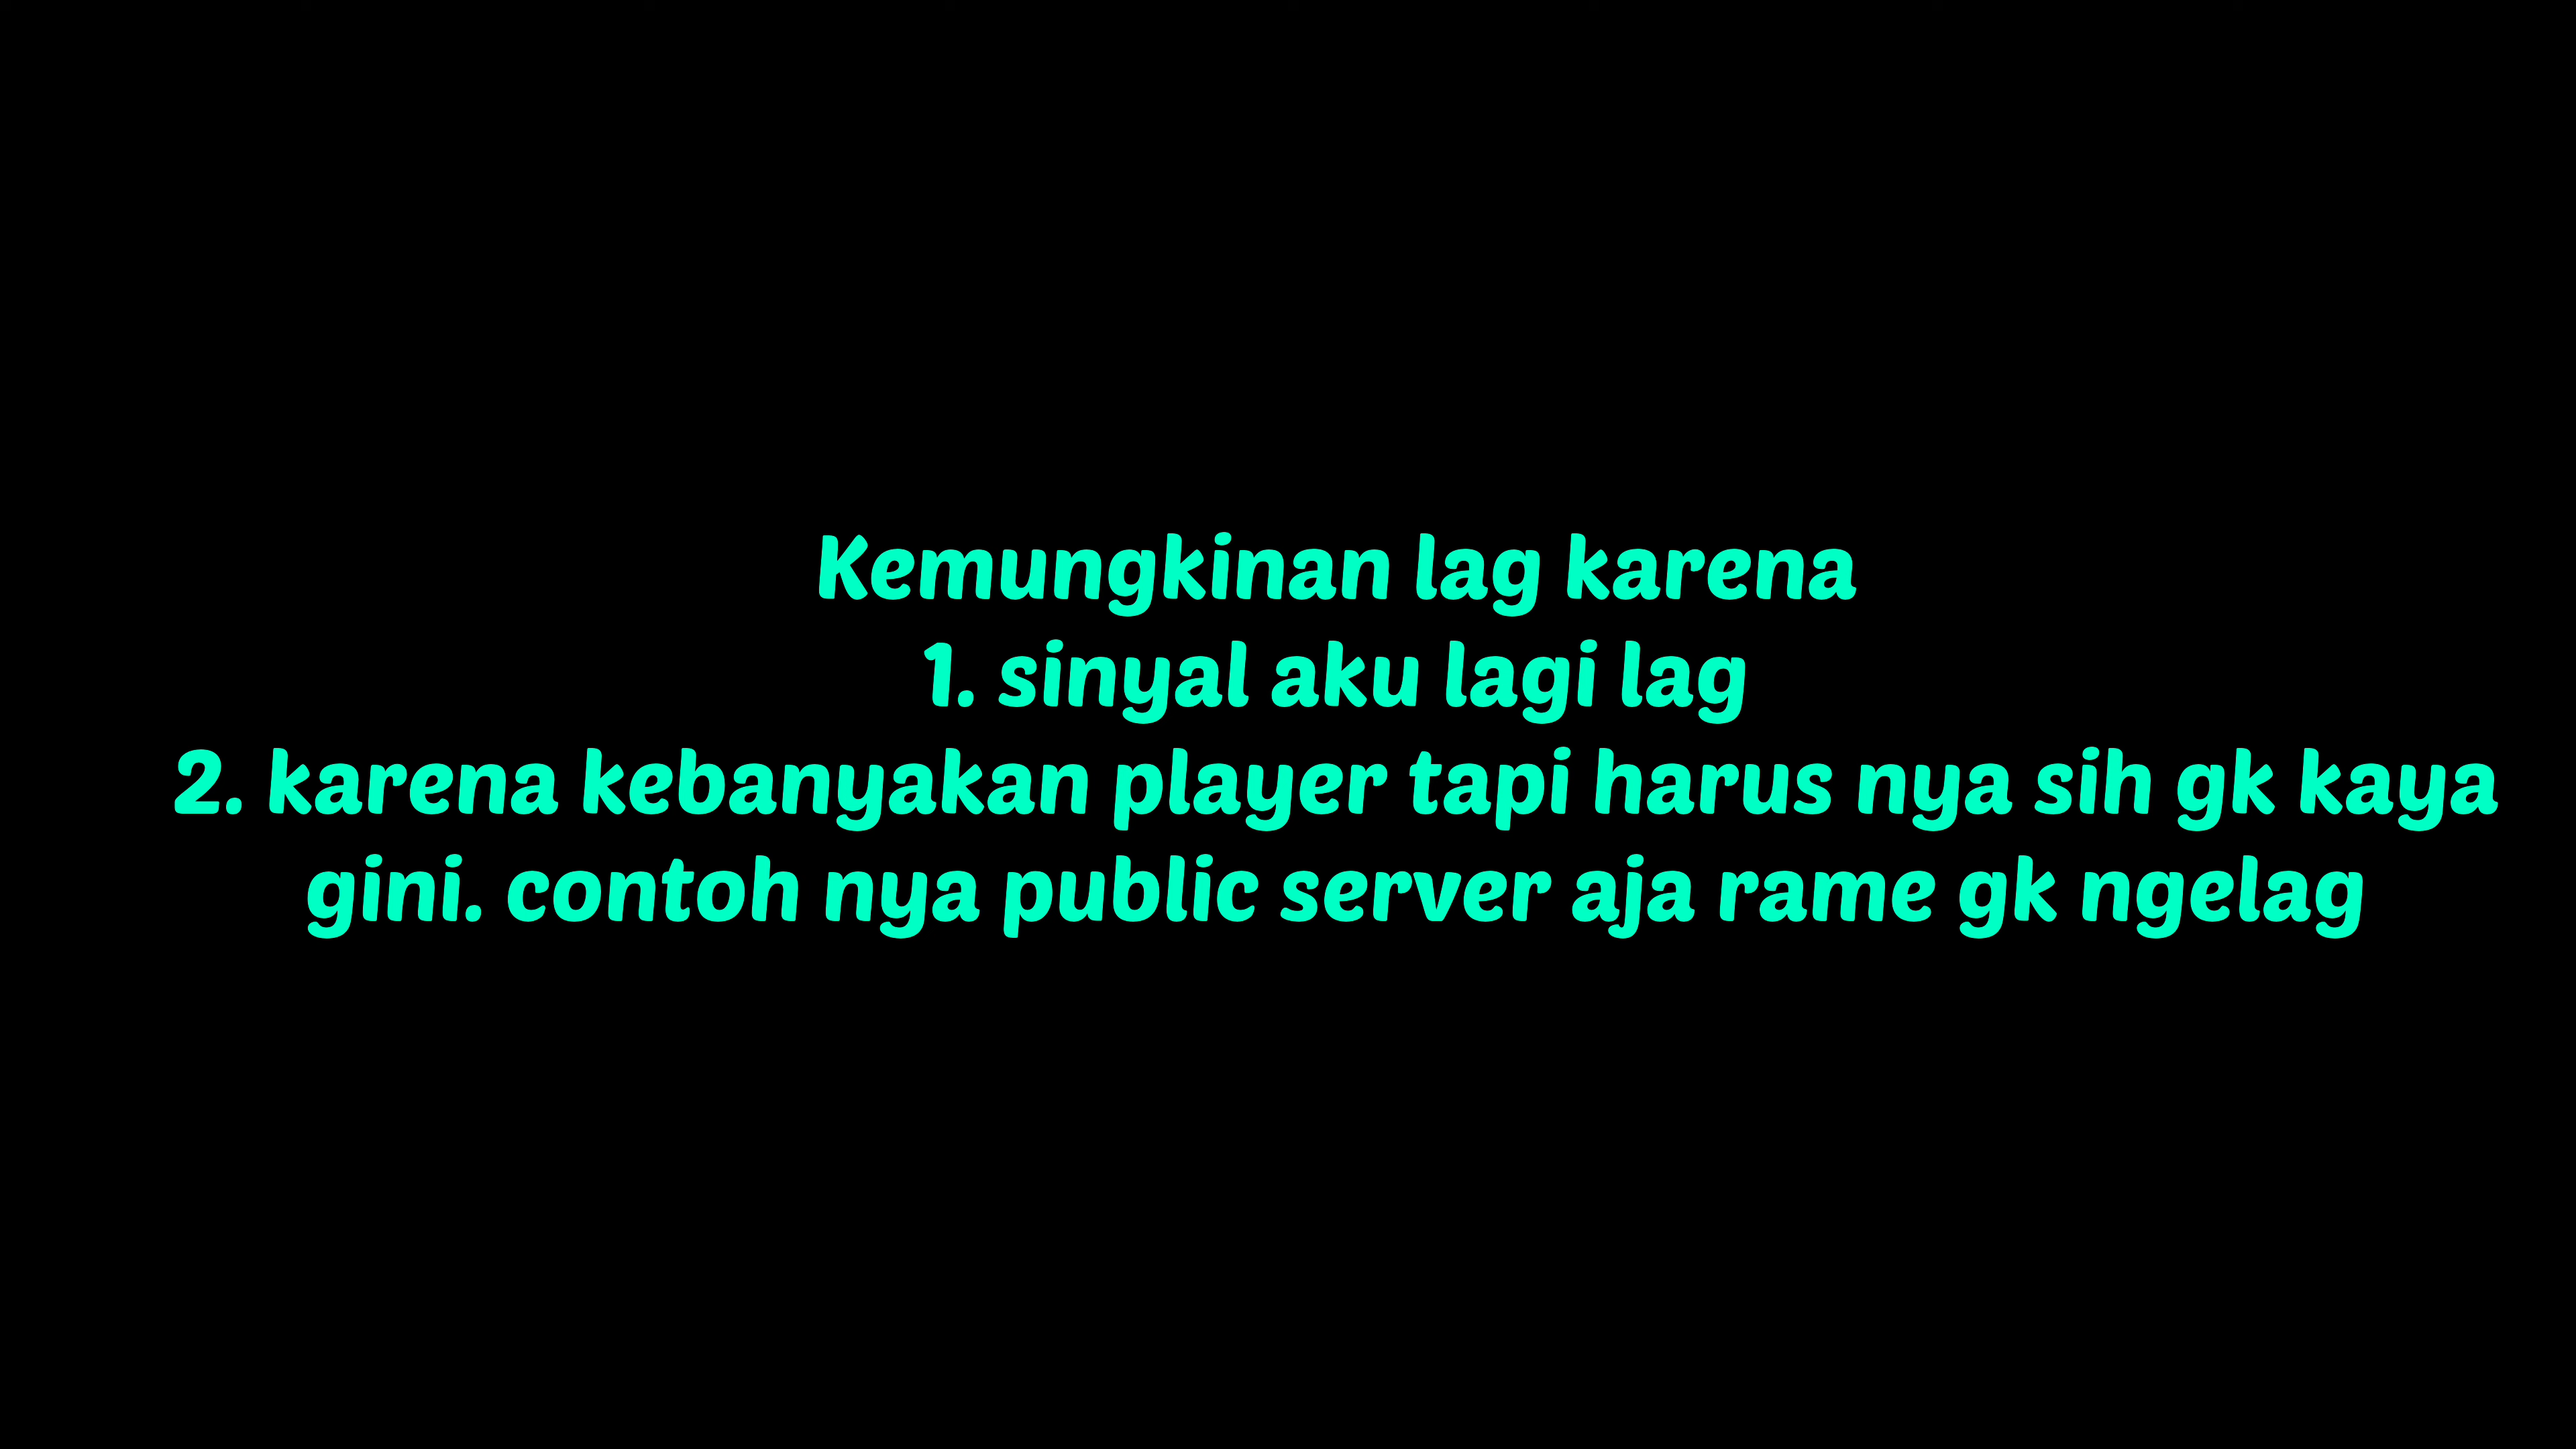 Kemungkinan lag karena
1. sinyal aku lagi lag
2. karena kebanyakan player tapi harus nya sih gk kaya
gini. contoh nya public server aja rame gk ngelag